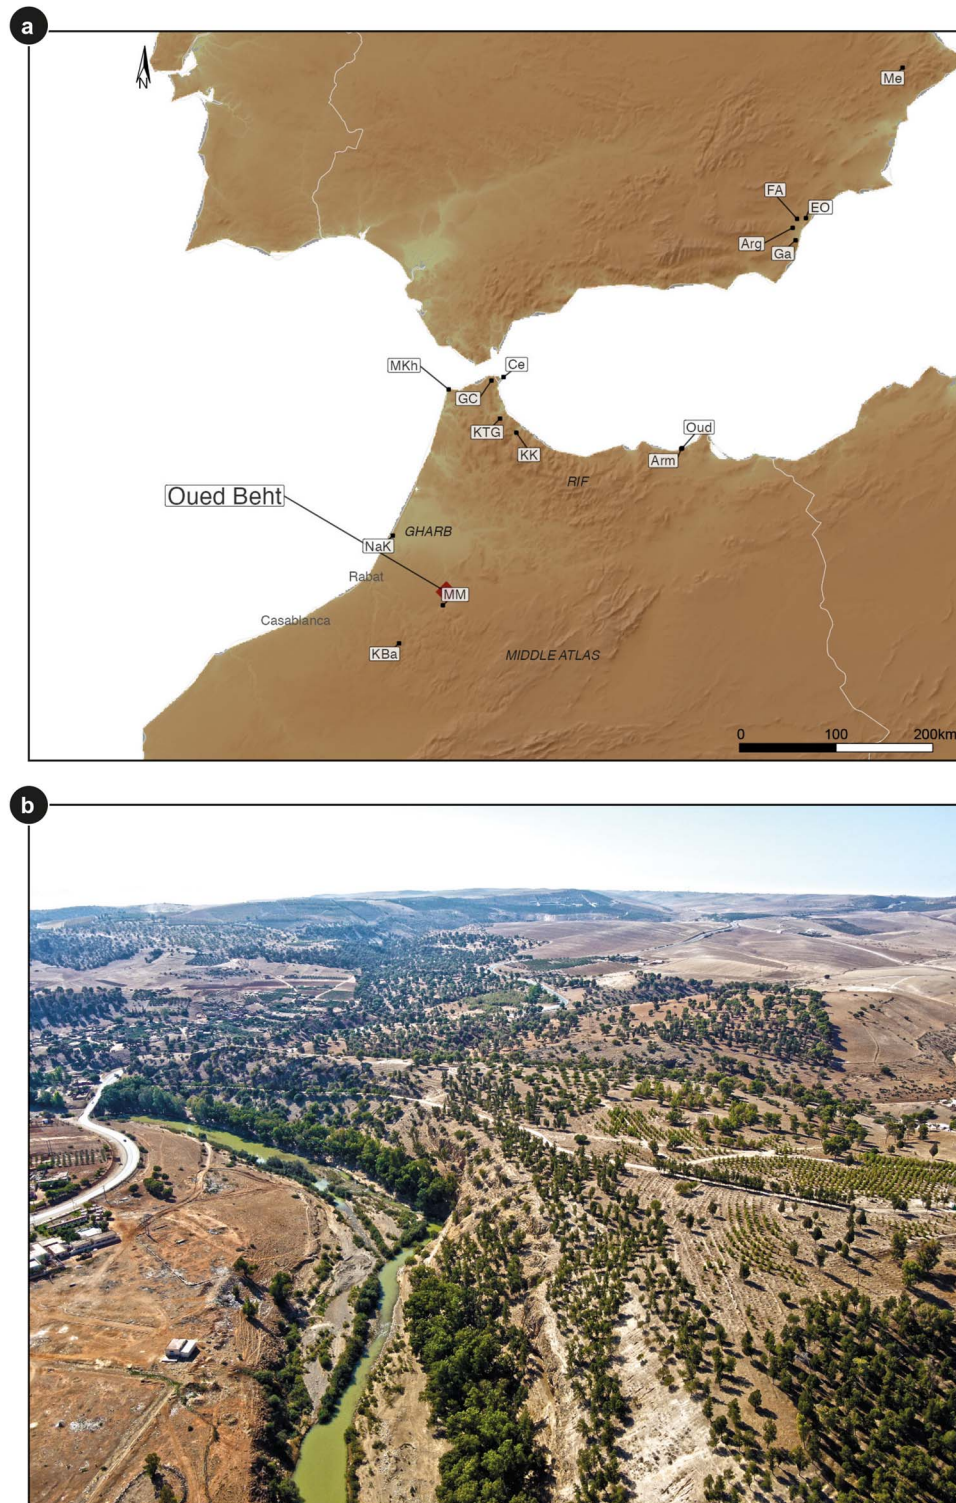 a
N
Me
FA
EO
Arg
Ga
MKh
Ce
GC
KTG
KK
Oud
Arm
RIF
Oued Beht
GHARB
NaK
Rabat
MM
Casablanca
KBa
MIDDLE ATLAS
0 100 200km
b